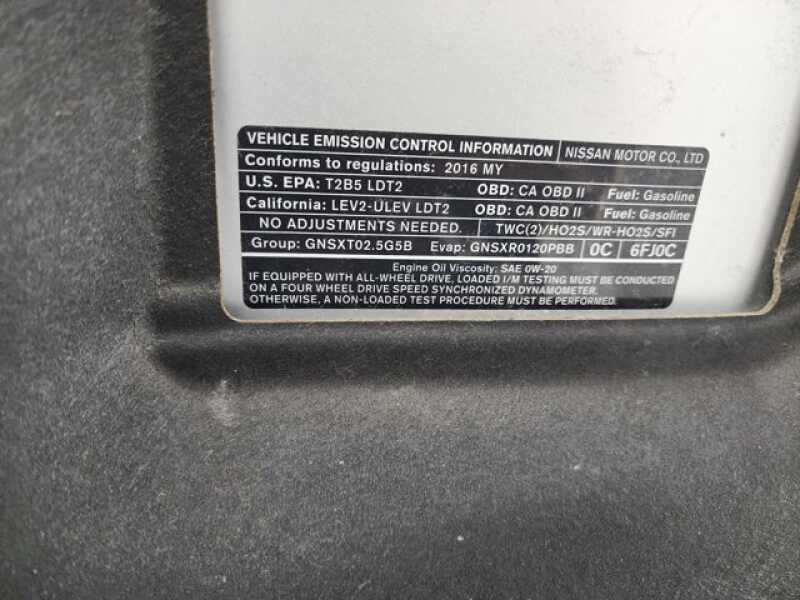 VEHICLE EMISSION CONTROL INFORMATION NISSAN MOTOR CO., LTD
Conforms to regulations: 2016 MY
U.S. EPA: T2B5 LDT2 OBD: CA OBD II Fuel: Gasoline
California: LEV2-ULEV LDT2 OBD: CA OBD II Fuel: Gasoline
NO ADJUSTMENTS NEEDED. TWC(2)/HO2S/WR-HO2S/SFI
Group: GNSXT02.5G5B Evap: GNSXR0120PBB 0C 6FJ0C
Engine Oil Viscosity: SAE 0W-20
IF EQUIPPED WITH ALL-WHEEL DRIVE, LOADED I/M TESTING MUST BE CONDUCTED
ON A FOUR WHEEL DRIVE SPEED SYNCHRONIZED DYNAMOMETER.
OTHERWISE, A NON-LOADED TEST PROCEDURE MUST BE PERFORMED.